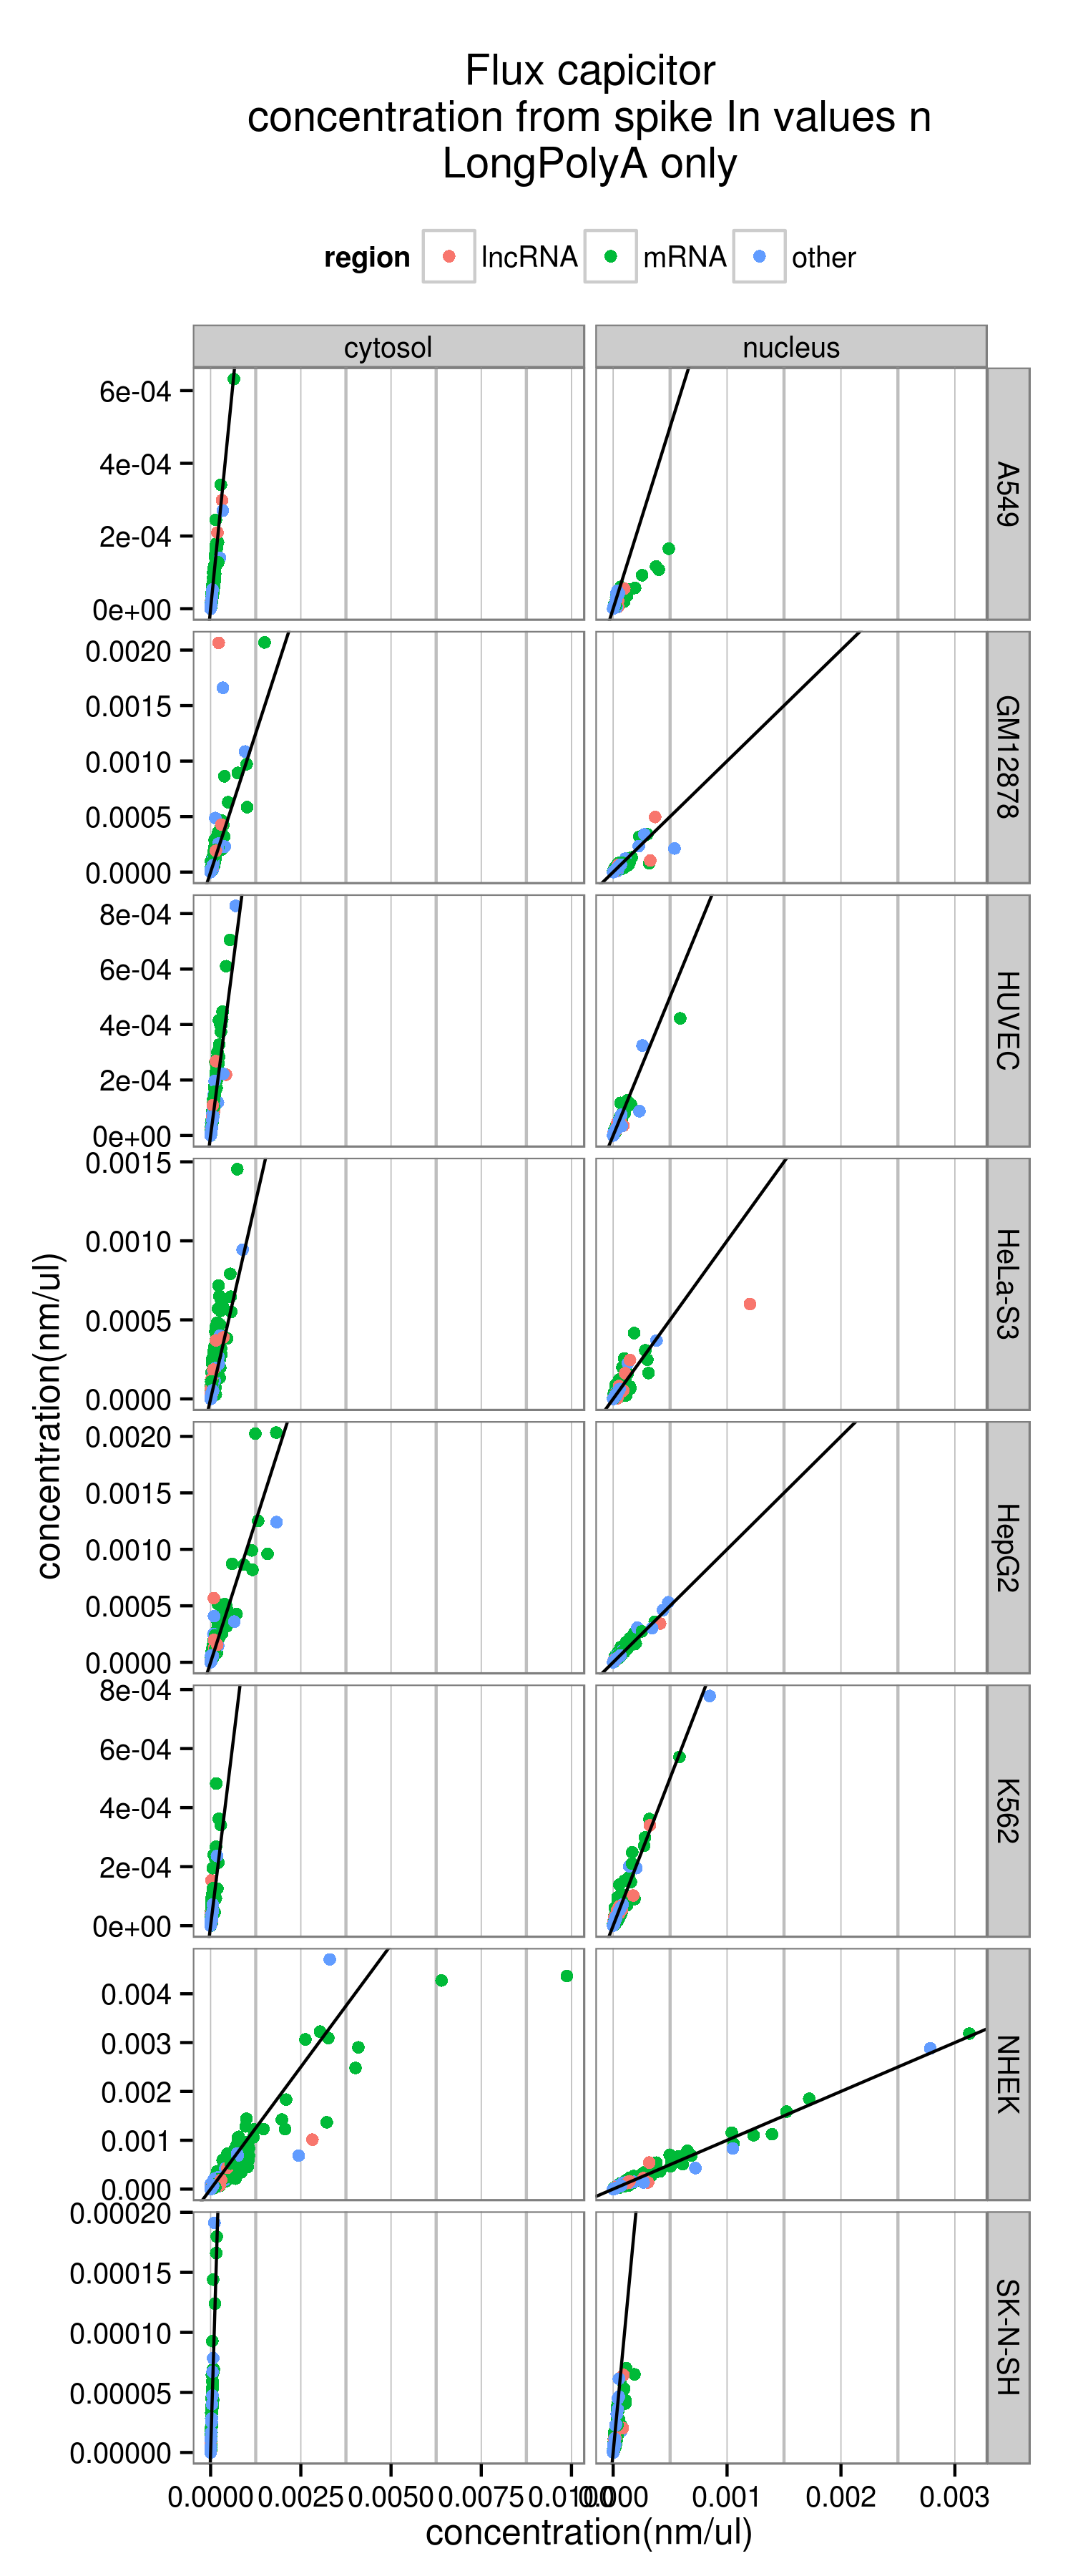 Flux capicitor
concentration from spike In values n
LongPolyA only
region lncRNA mRNA other
cytosol nucleus
6e-04
4e-04
2e-04
0e+00
A549
0.0020
0.0015
0.0010
0.0005
0.0000
GM12878
8e-04
6e-04
4e-04
2e-04
0e+00
HUVEC
0.0015
0.0010
0.0005
0.0000
HeLa-S3
concentration(nm/ul)
0.0020
0.0015
0.0010
0.0005
0.0000
HepG2
8e-04
6e-04
4e-04
2e-04
0e+00
K562
0.004
0.003
0.002
0.001
0.000
NHEK
0.00020
0.00015
0.00010
0.00005
0.00000
SK-N-SH
0.0000 0.0025 0.0050 0.0075 0.0100 0.000 0.001 0.002 0.003
concentration(nm/ul)